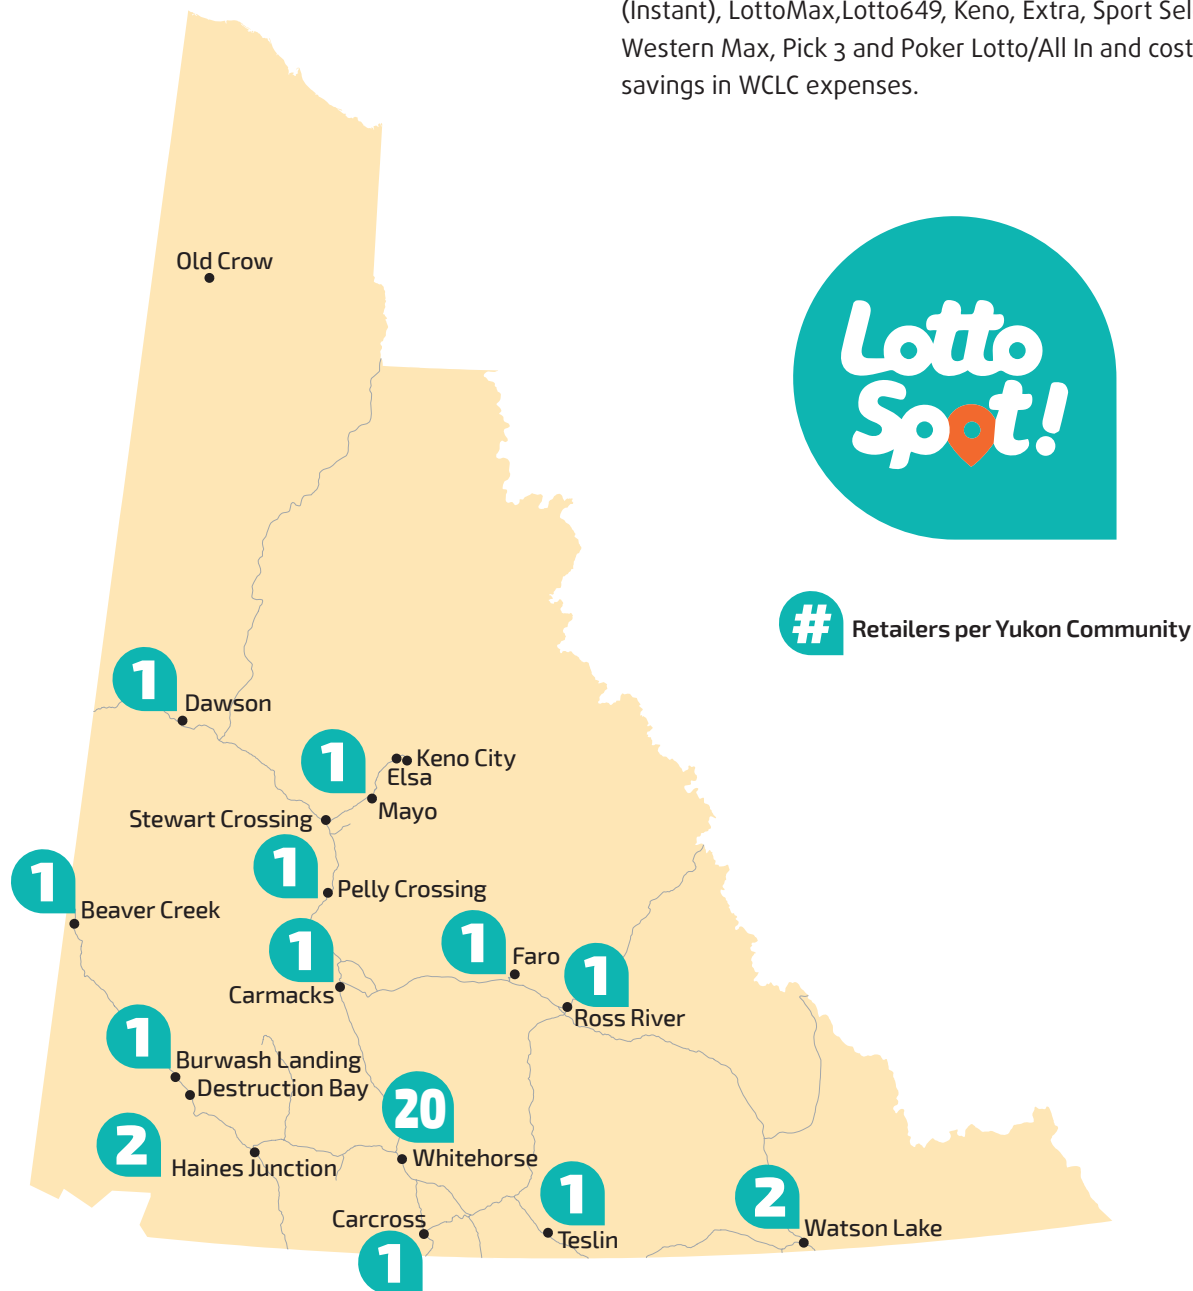 (Instant), LottoMax,Lotto649, Keno, Extra, Sport Sel
Western Max, Pick 3 and Poker Lotto/All In and cost
savings in WCLC expenses.
Old Crow
Lotto
Spot!
# Retailers per Yukon Community
1
Dawson
1
Keno City
Elsa
Mayo
Stewart Crossing
1
Pelly Crossing
1
Beaver Creek
1
Carmacks
1
Faro
1
Ross River
1
Burwash Landing
Destruction Bay
20
Whitehorse
2
Haines Junction
1
Teslin
2
Watson Lake
Carcross
1